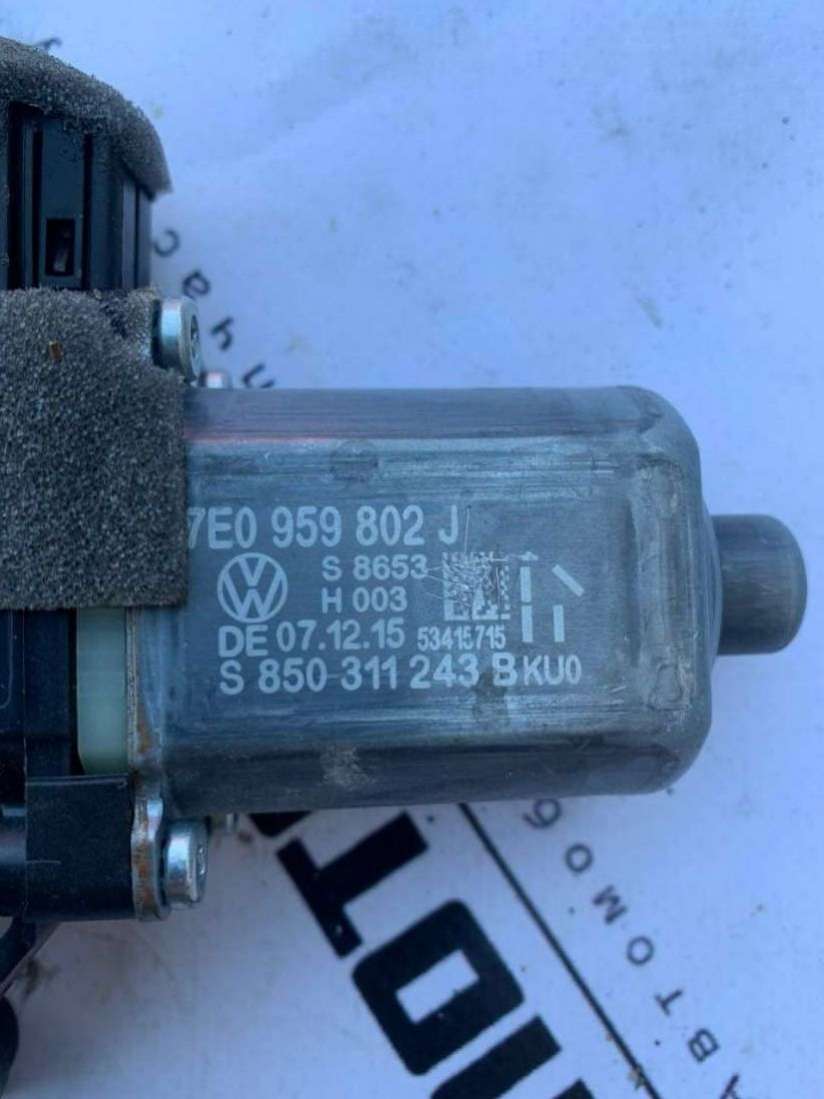 7E0 959 802 J
S 8653
H 003
DE 07.12.15 53415715
S 850 311 243 B KU0